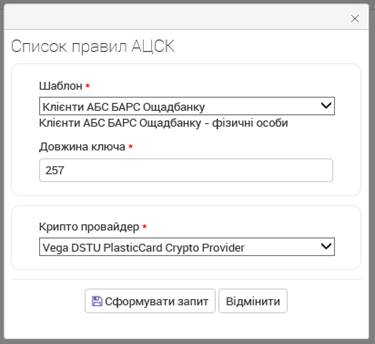 Список правил АЦСК
Шаблон *
Клієнти АБС БАРС Ощадбанку
Клієнти АБС БАРС Ощадбанку - фізичні особи
Довжина ключа *
257
Крипто провайдер *
Vega DSTU PlasticCard Crypto Provider
Сформувати запит Відмінити